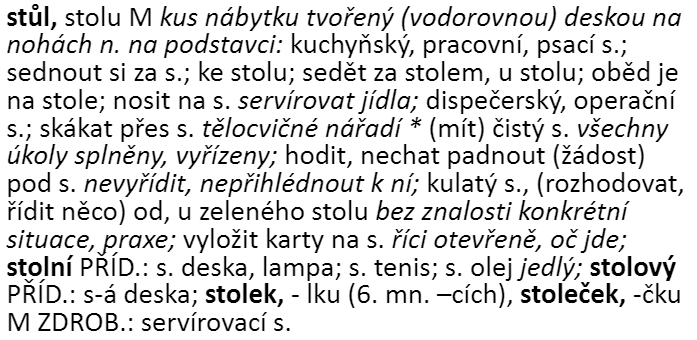 stůl, stolu M kus nábytku tvořený (vodorovnou) deskou na
nohách n. na podstavci: kuchyňský, pracovní, psací s.;
sednout si za s.; ke stolu; sedět za stolem, u stolu; oběd je
na stole; nosit na s. servírovat jídla; dispečerský, operační
s.; skákat přes s. tělocvičné nářadí * (mít) čistý s. všechny
úkoly splněny, vyřízeny; hodit, nechat padnout (žádost)
pod s. nevyřídit, nepřihlédnout k ní; kulatý s., (rozhodovat,
řídit něco) od, u zeleného stolu bez znalosti konkrétní
situace, praxe; vyložit karty na s. říci otevřeně, oč jde;
stolní PŘÍD.: s. deska, lampa; s. tenis; s. olej jedlý; stolový
PŘÍD.: s-á deska; stolek, - lku (6. mn. –cích), stoleček, -čku
M ZDROB.: servírovací s.